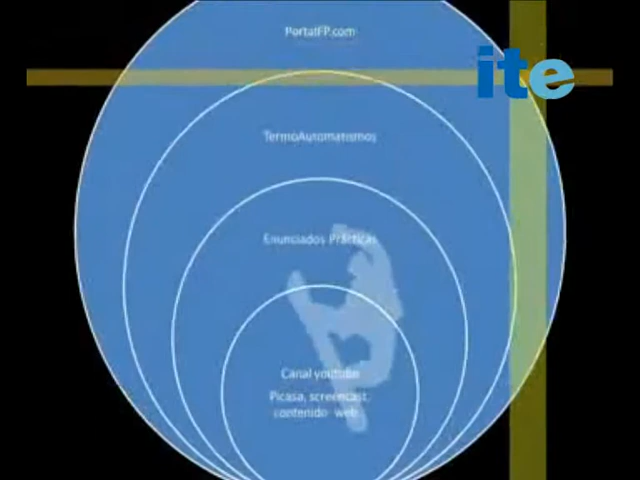 PortalFP.com
ite
TermoAutomatismos
Enunciados Prácticas
Canal youtube
Picasa, screencast,
contenido web